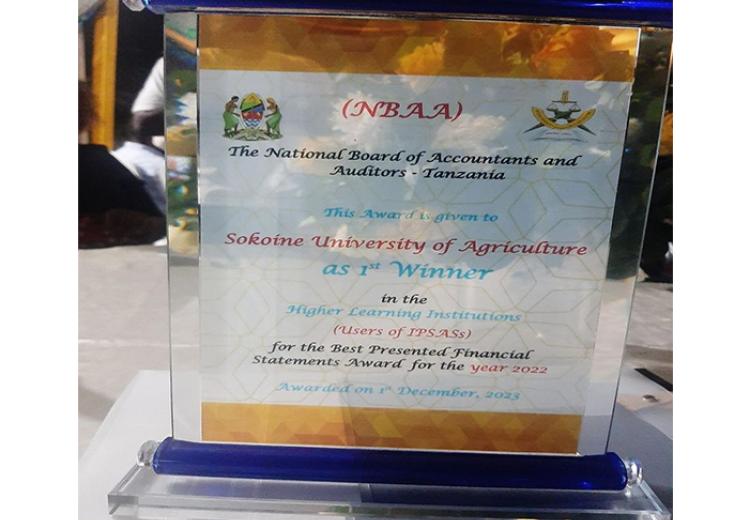 (NBAA)
The National Board of Accountants and
Auditors - Tanzania
This Award is given to
Sokoine University of Agriculture
as 1st Winner
in the
Higher Learning Institutions
(Users of IPSASs)
for the Best Presented Financial
Statements Award for the year 2022
Awarded on 1st December, 2023